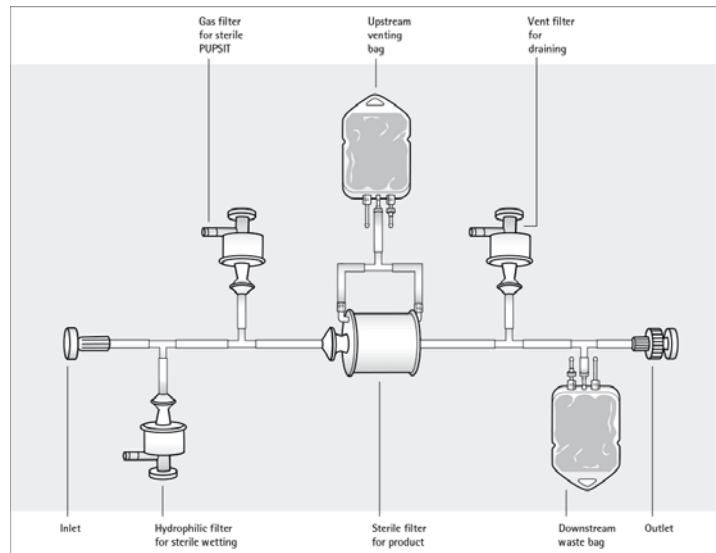 Gas filter
for sterile
PUPSIT
Upstream
venting
bag
Vent filter
for
draining
Inlet
Hydrophilic filter
for sterile wetting
Sterile filter
for product
Downstream
waste bag
Outlet